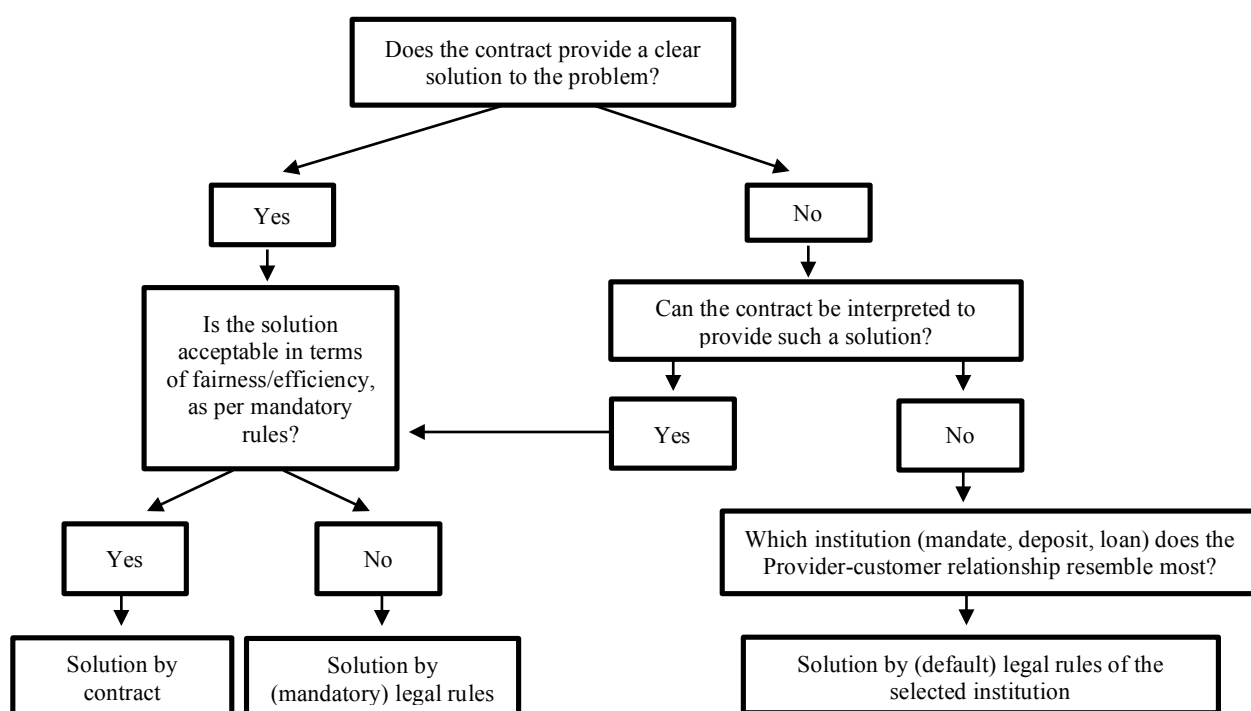 Does the contract provide a clear
solution to the problem?
Yes
No
Is the solution
acceptable in terms
of fairness/efficiency,
as per mandatory
rules?
Can the contract be interpreted to
provide such a solution?
Yes
No
Yes
No
Which institution (mandate, deposit, loan) does the
Provider-customer relationship resemble most?
Solution by
contract
Solution by
(mandatory) legal rules
Solution by (default) legal rules of the
selected institution